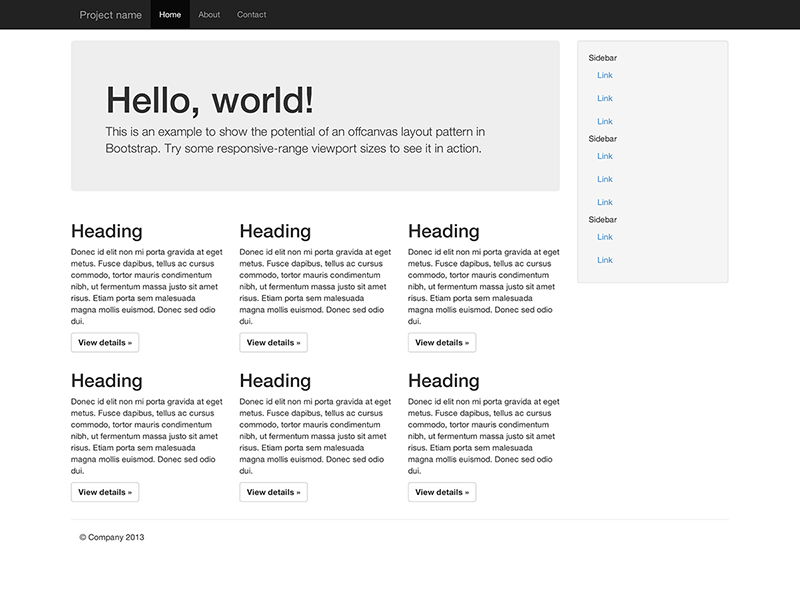 Project name Home About Contact
Hello, world!
This is an example to show the potential of an offcanvas layout pattern in
Bootstrap. Try some responsive-range viewport sizes to see it in action.
Sidebar
Link
Link
Link
Sidebar
Link
Link
Link
Sidebar
Link
Link
Heading
Donec id elit non mi porta gravida at eget
metus. Fusce dapibus, tellus ac cursus
commodo, tortor mauris condimentum
nibh, ut fermentum massa justo sit amet
risus. Etiam porta sem malesuada
magna mollis euismod. Donec sed odio
dui.
View details »
Heading
Donec id elit non mi porta gravida at eget
metus. Fusce dapibus, tellus ac cursus
commodo, tortor mauris condimentum
nibh, ut fermentum massa justo sit amet
risus. Etiam porta sem malesuada
magna mollis euismod. Donec sed odio
dui.
View details »
Heading
Donec id elit non mi porta gravida at eget
metus. Fusce dapibus, tellus ac cursus
commodo, tortor mauris condimentum
nibh, ut fermentum massa justo sit amet
risus. Etiam porta sem malesuada
magna mollis euismod. Donec sed odio
dui.
View details »
Heading
Donec id elit non mi porta gravida at eget
metus. Fusce dapibus, tellus ac cursus
commodo, tortor mauris condimentum
nibh, ut fermentum massa justo sit amet
risus. Etiam porta sem malesuada
magna mollis euismod. Donec sed odio
dui.
View details »
Heading
Donec id elit non mi porta gravida at eget
metus. Fusce dapibus, tellus ac cursus
commodo, tortor mauris condimentum
nibh, ut fermentum massa justo sit amet
risus. Etiam porta sem malesuada
magna mollis euismod. Donec sed odio
dui.
View details »
Heading
Donec id elit non mi porta gravida at eget
metus. Fusce dapibus, tellus ac cursus
commodo, tortor mauris condimentum
nibh, ut fermentum massa justo sit amet
risus. Etiam porta sem malesuada
magna mollis euismod. Donec sed odio
dui.
View details »
© Company 2013